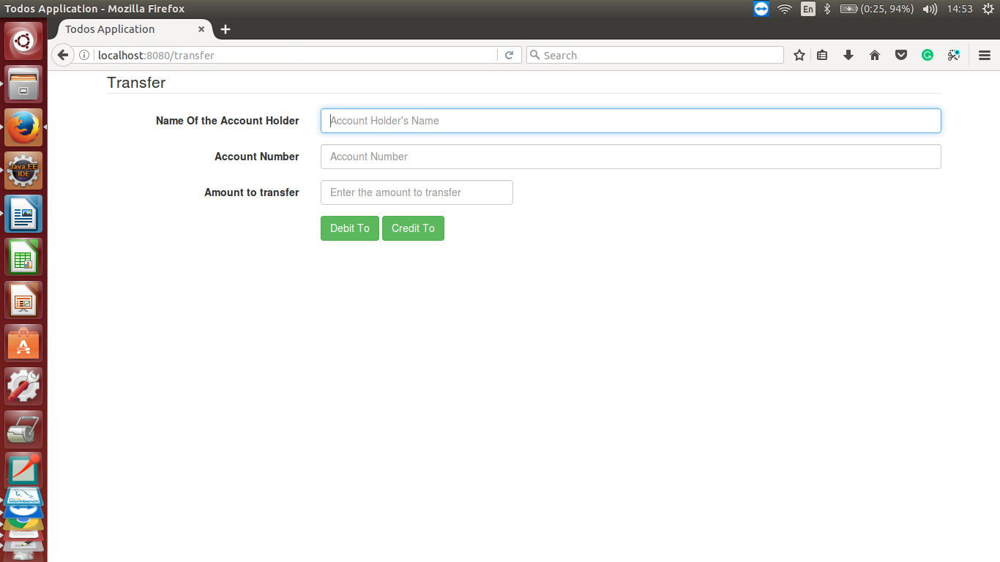 Todos Application - Mozilla Firefox
En
(0:25, 94%)
14:53
Todos Application
localhost:8080/transfer
Search
Transfer
Name Of the Account Holder
Account Holder's Name
Account Number
Account Number
Amount to transfer
Enter the amount to transfer
Debit To
Credit To
Java EE
IDE
Workbench